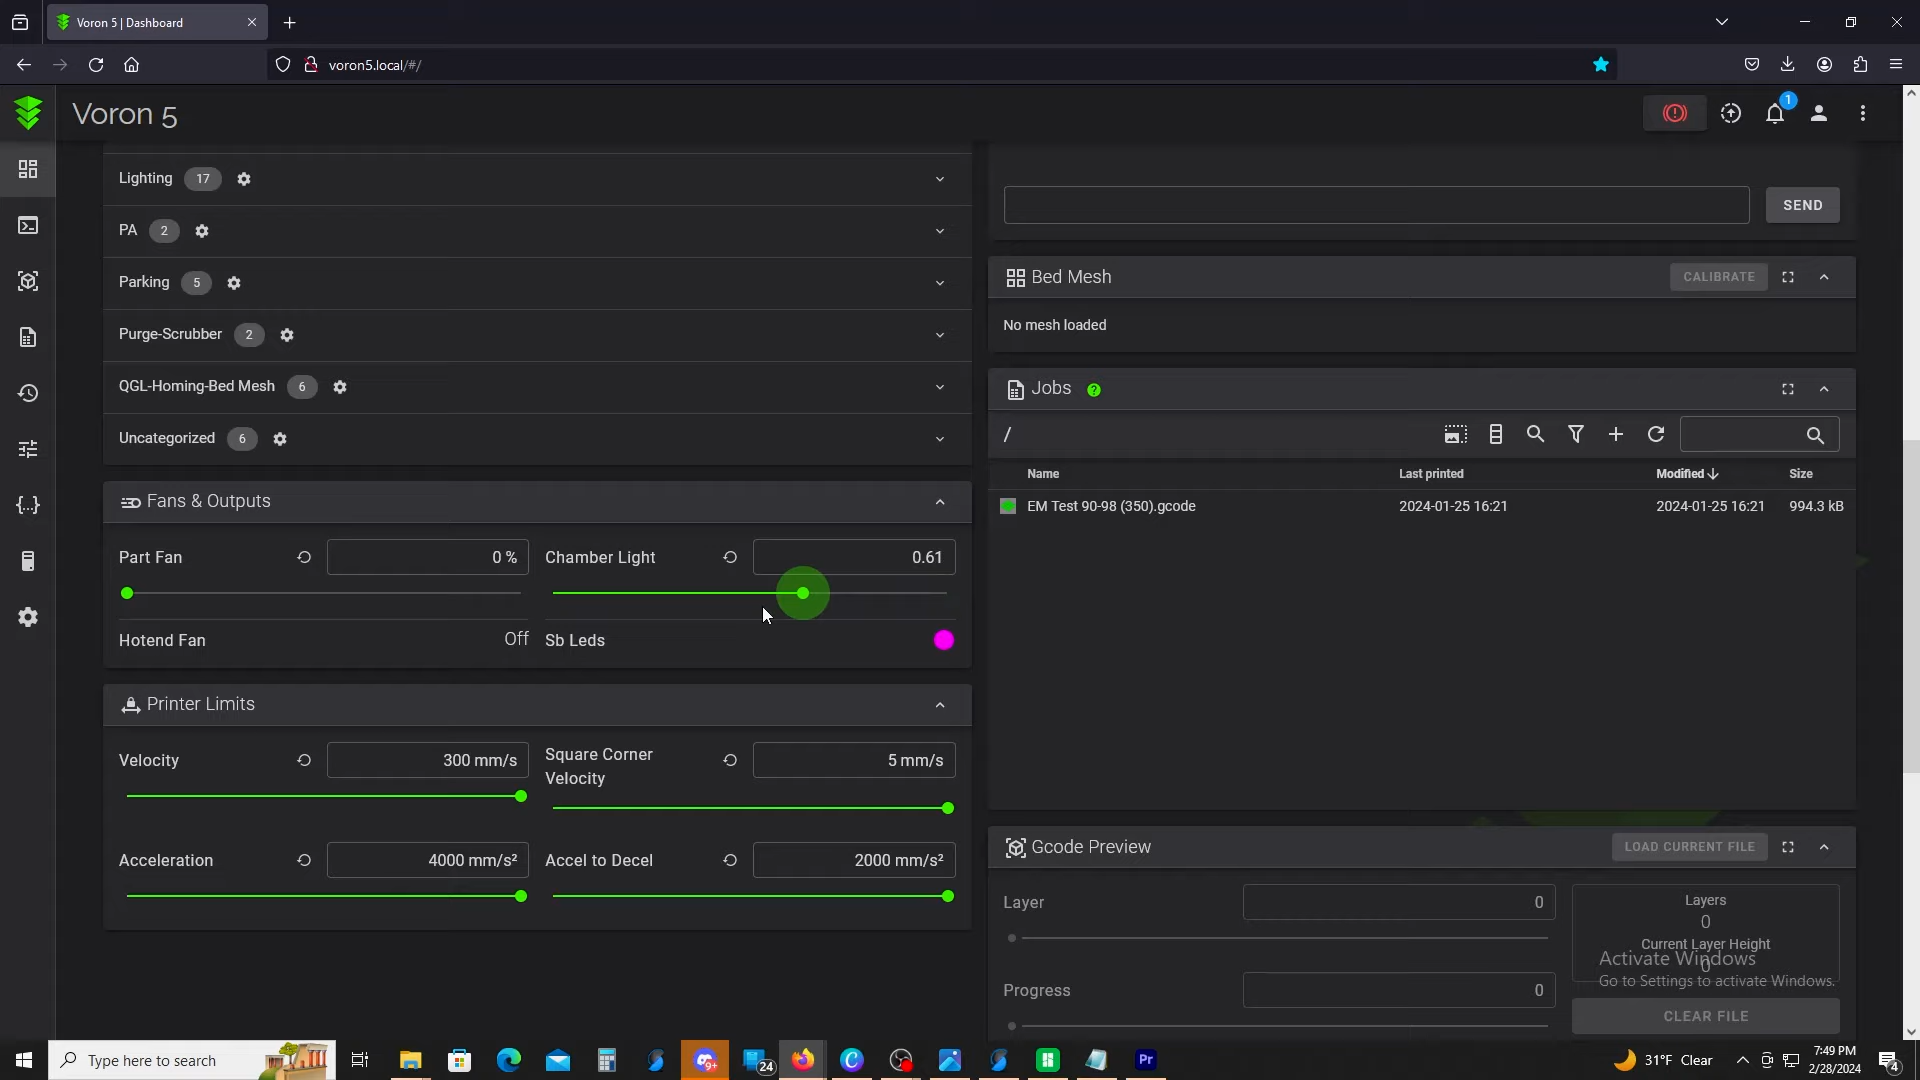 Voron 5 | Dashboard
voron5.local/#/
Voron 5
1
Lighting 17
PA 2
Parking 5
Purge-Scrubber 2
QGL-Homing-Bed Mesh 6
Uncategorized 6
Fans & Outputs
Part Fan 0 % Chamber Light 0.61
Hotend Fan Off Sb Leds
Printer Limits
Velocity 300 mm/s Square Corner Velocity 5 mm/s
Acceleration 4000 mm/s² Accel to Decel 2000 mm/s²
SEND
Bed Mesh CALIBRATE
No mesh loaded
Jobs ?
/
Name Last printed Modified Size
EM Test 90-98 (350).gcode 2024-01-25 16:21 2024-01-25 16:21 994.3 kB
Gcode Preview LOAD CURRENT FILE
Layer 0
Layers
0
Current Layer Height
0
Activate Windows
Go to Settings to activate Windows.
Progress 0
CLEAR FILE
Type here to search
9+
24
Pr
31°F Clear
7:49 PM
2/28/2024
4